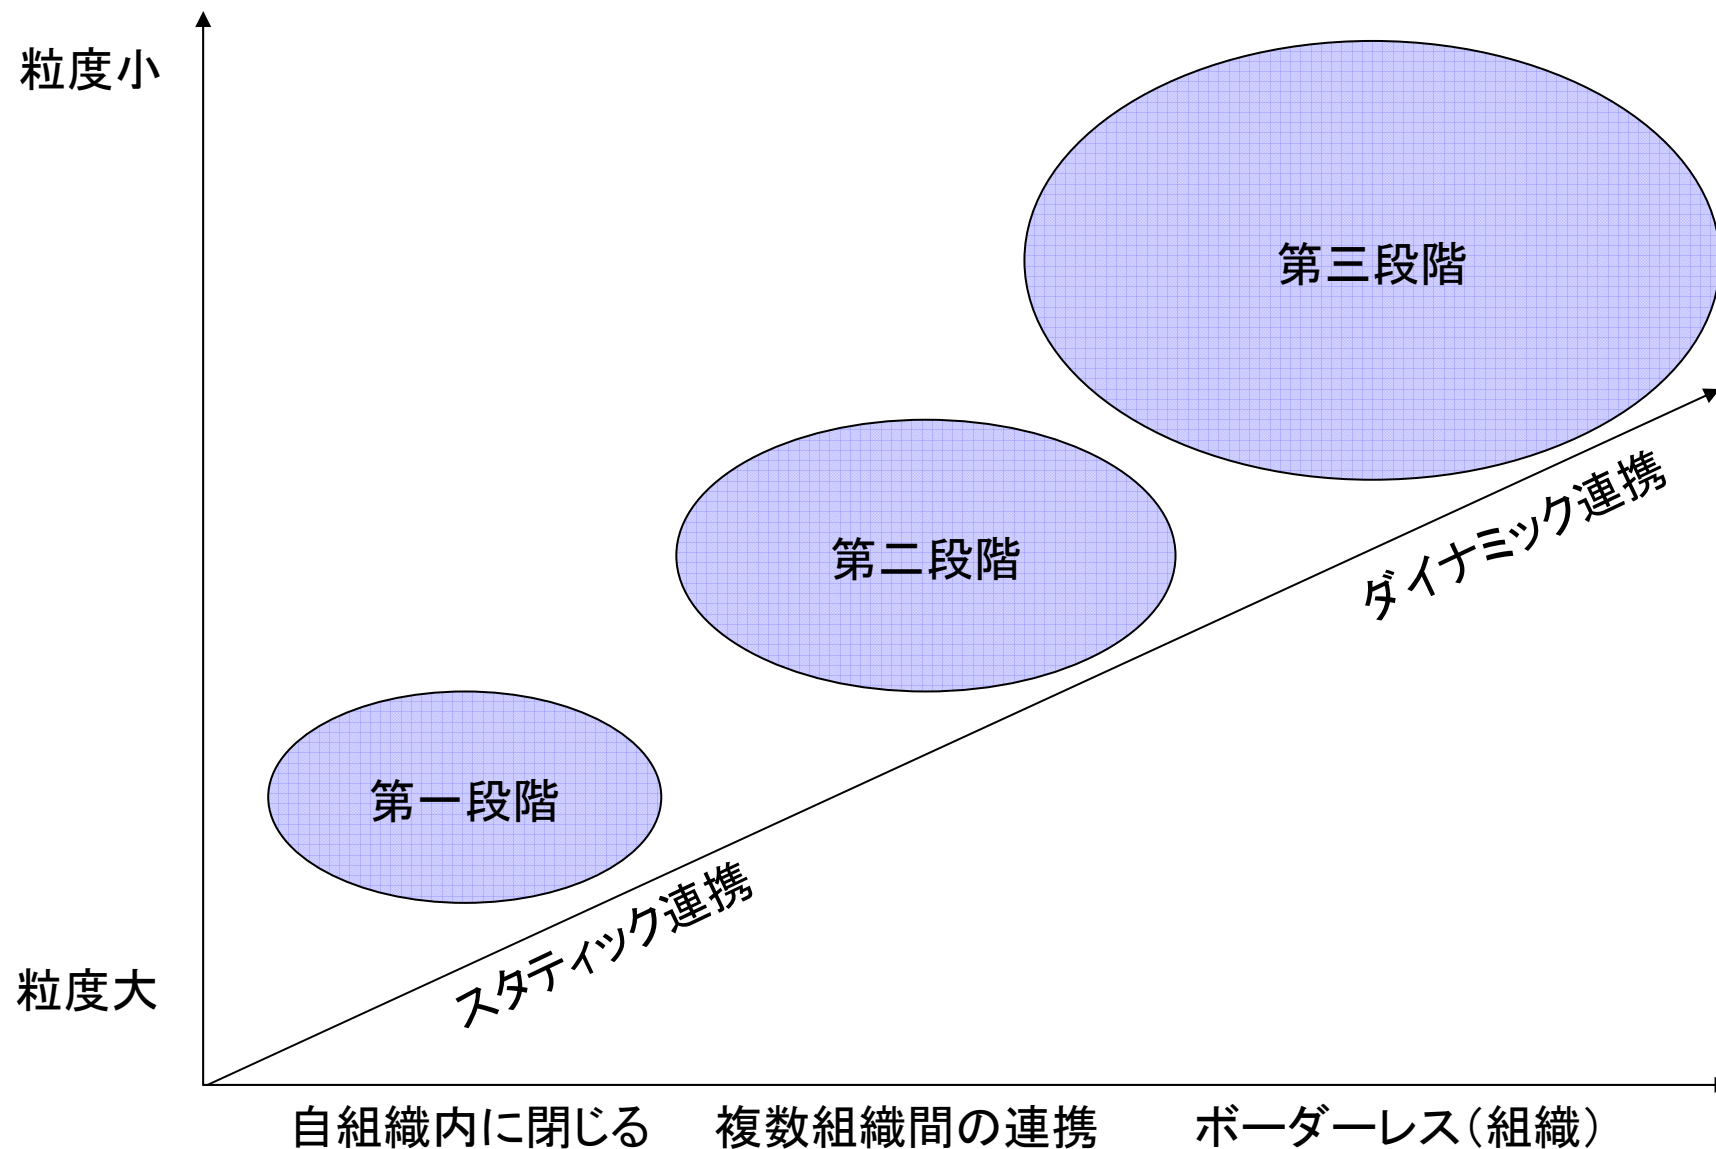 粒度小
第三段階
第二段階
ダイナミック連携
第一段階
スタティック連携
粒度大
自組織内に閉じる
複数組織間の連携
ボーダーレス（組織）